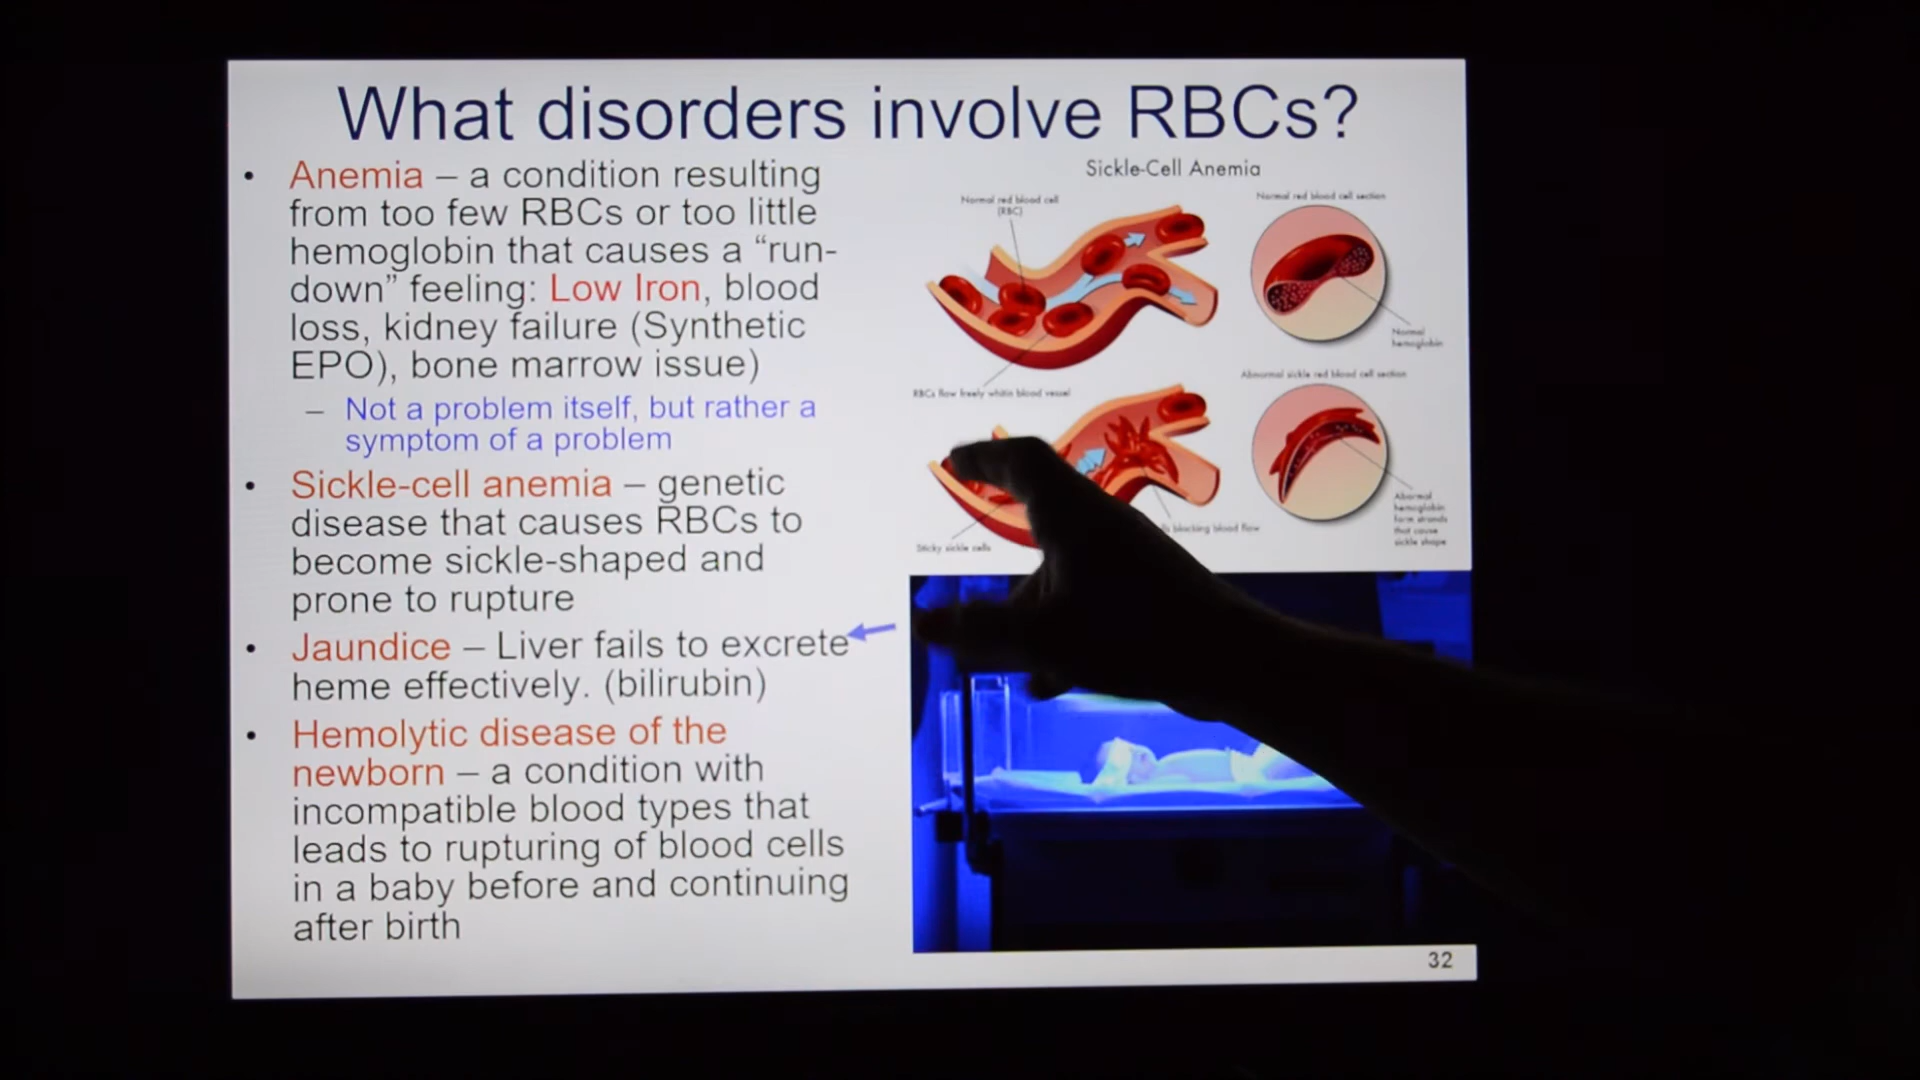 What disorders involve RBCs?
• Anemia – a condition resulting
from too few RBCs or too little
hemoglobin that causes a “run-
down” feeling: Low Iron, blood
loss, kidney failure (Synthetic
EPO), bone marrow issue)
– Not a problem itself, but rather a
symptom of a problem
• Sickle-cell anemia – genetic
disease that causes RBCs to
become sickle-shaped and
prone to rupture
• Jaundice – Liver fails to excrete
heme effectively. (bilirubin)
• Hemolytic disease of the
newborn – a condition with
incompatible blood types that
leads to rupturing of blood cells
in a baby before and continuing
after birth
Sickle-Cell Anemia
Normal red blood cell
(RBC)
Normal red blood cell section
Normal
hemoglobin
RBCs flow freely whitin blood vessel
Abnormal sickle red blood cell section
Sticky sickle cells
blocking blood flow
Abormal
hemoglobin
form strands
that cause
sickle shape
32